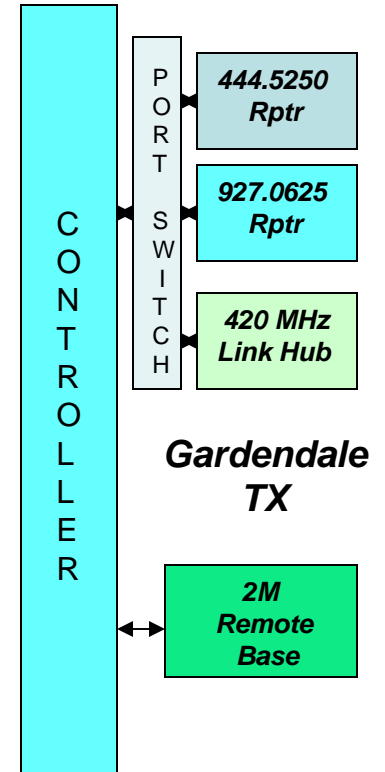 CONTROLLER
PORT SWITCH
444.5250
Rptr
927.0625
Rptr
420 MHz
Link Hub
Gardendale
TX
2M
Remote
Base